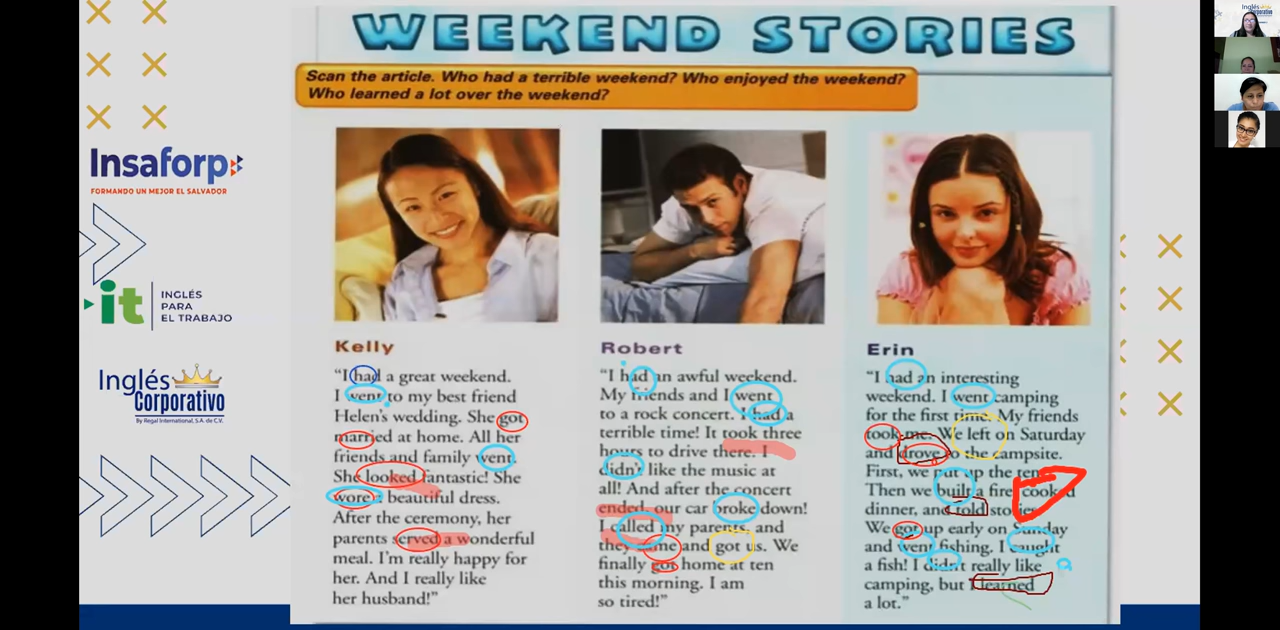 WEEKEND STORIES
Scan the article. Who had a terrible weekend? Who enjoyed the weekend?
Who learned a lot over the weekend?
Insaforp
FORMANDO UN MEJOR EL SALVADOR
it INGLÉS
PARA
EL TRABAJO
Inglés
Corporativo
By Regal International, S.A. de C.V.
Kelly
"I had a great weekend.
I went to my best friend
Helen's wedding. She got
married at home. All her
friends and family went.
She looked fantastic! She
wore a beautiful dress.
After the ceremony, her
parents served a wonderful
meal. I'm really happy for
her. And I really like
her husband!"
Robert
"I had an awful weekend.
My friends and I went
to a rock concert. I had a
terrible time! It took three
hours to drive there. I
didn't like the music at
all! And after the concert
ended, our car broke down!
I called my parents, and
they came and got us. We
finally got home at ten
this morning. I am
so tired!"
Erin
"I had an interesting
weekend. I went camping
for the first time. My friends
took me. We left on Saturday
and drove to the campsite.
First, we put up the tent.
Then we built a fire, cooked
dinner, and told stories.
We got up early on Sunday
and went fishing. I caught
a fish! I didn't really like
camping, but I learned
a lot."